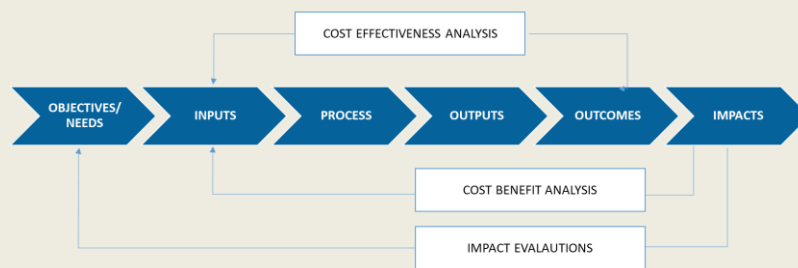 COST EFFECTIVENESS ANALYSIS
OBJECTIVES/
NEEDS
INPUTS
PROCESS
OUTPUTS
OUTCOMES
IMPACTS
COST BENEFIT ANALYSIS
IMPACT EVALAUTIONS